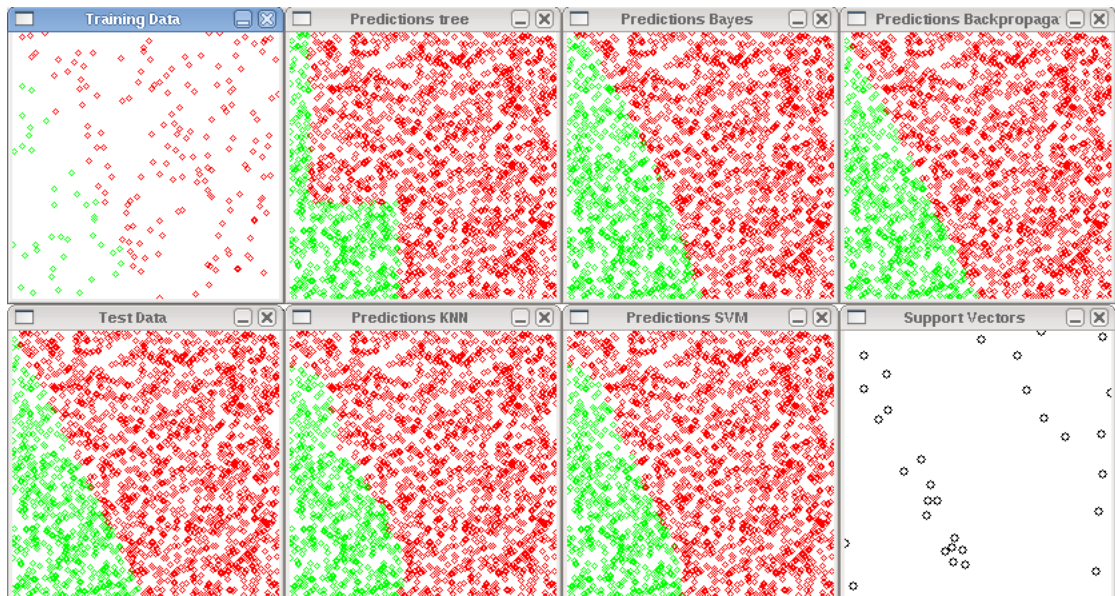 Training Data
Predictions tree
Predictions Bayes
Predictions Backpropaga
Test Data
Predictions KNN
Predictions SVM
Support Vectors